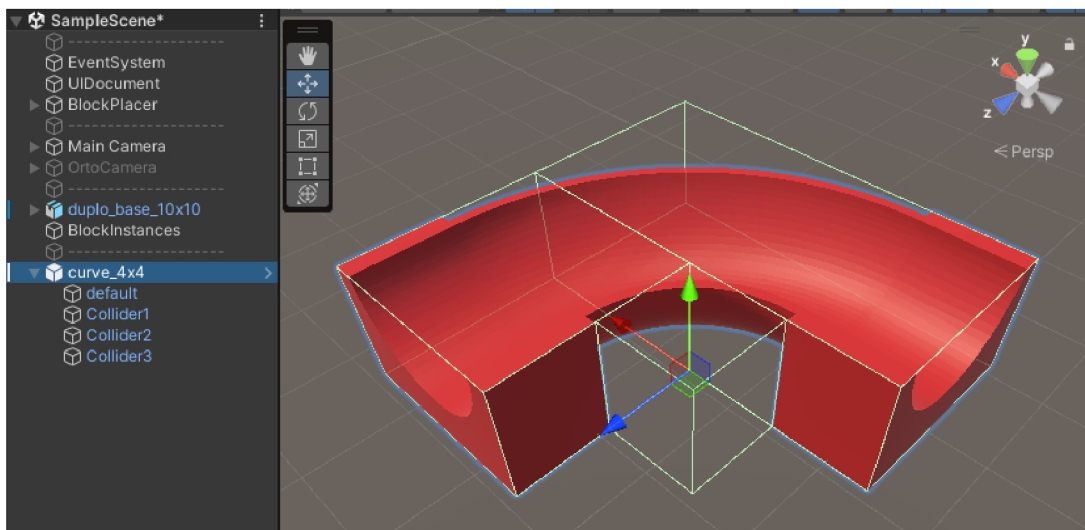 SampleScene*
--------------------
EventSystem
UIDocument
BlockPlacer
--------------------
Main Camera
OrtoCamera
--------------------
duplo_base_10x10
BlockInstances
--------------------
curve_4x4
default
Collider1
Collider2
Collider3
y
x
z
Persp